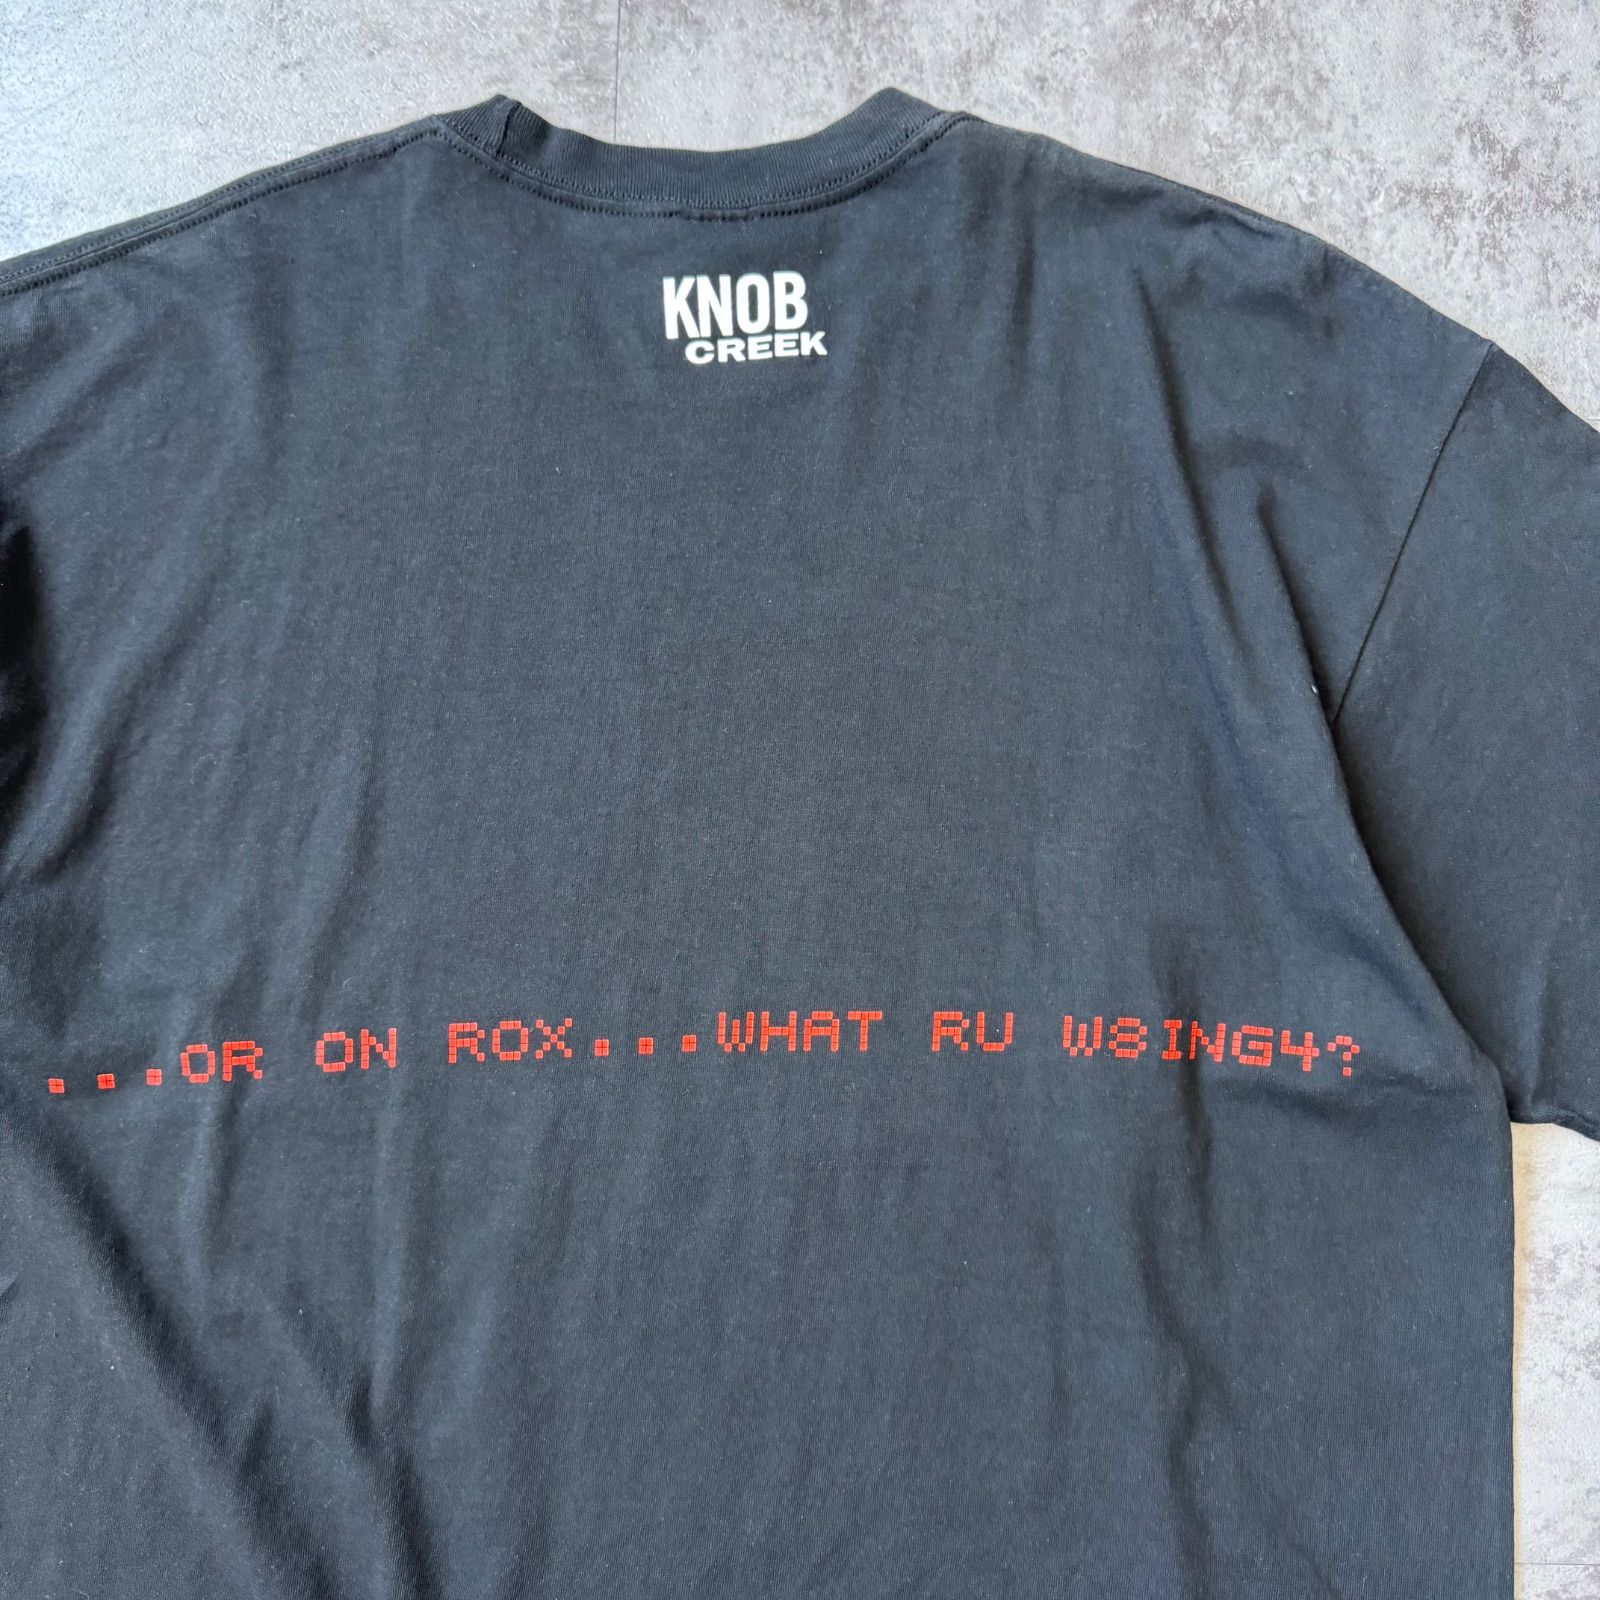 KNOB
CREEK
...OR ON ROX...WHAT RU W8ING4?